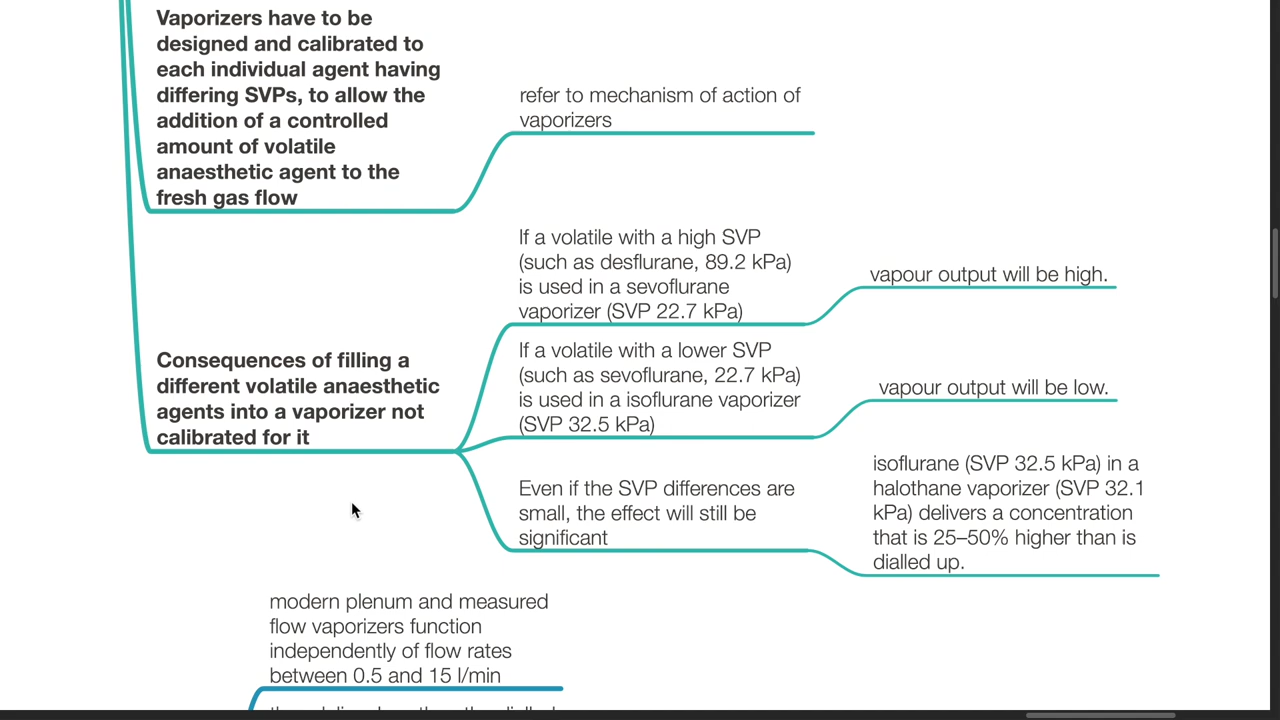 Vaporizers have to be
designed and calibrated to
each individual agent having
differing SVPs, to allow the
addition of a controlled
amount of volatile
anaesthetic agent to the
fresh gas flow
refer to mechanism of action of
vaporizers
Consequences of filling a
different volatile anaesthetic
agents into a vaporizer not
calibrated for it
If a volatile with a high SVP
(such as desflurane, 89.2 kPa)
is used in a sevoflurane
vaporizer (SVP 22.7 kPa)
vapour output will be high.
If a volatile with a lower SVP
(such as sevoflurane, 22.7 kPa)
is used in a isoflurane vaporizer
(SVP 32.5 kPa)
vapour output will be low.
Even if the SVP differences are
small, the effect will still be
significant
isoflurane (SVP 32.5 kPa) in a
halothane vaporizer (SVP 32.1
kPa) delivers a concentration
that is 25–50% higher than is
dialled up.
modern plenum and measured
flow vaporizers function
independently of flow rates
between 0.5 and 15 l/min